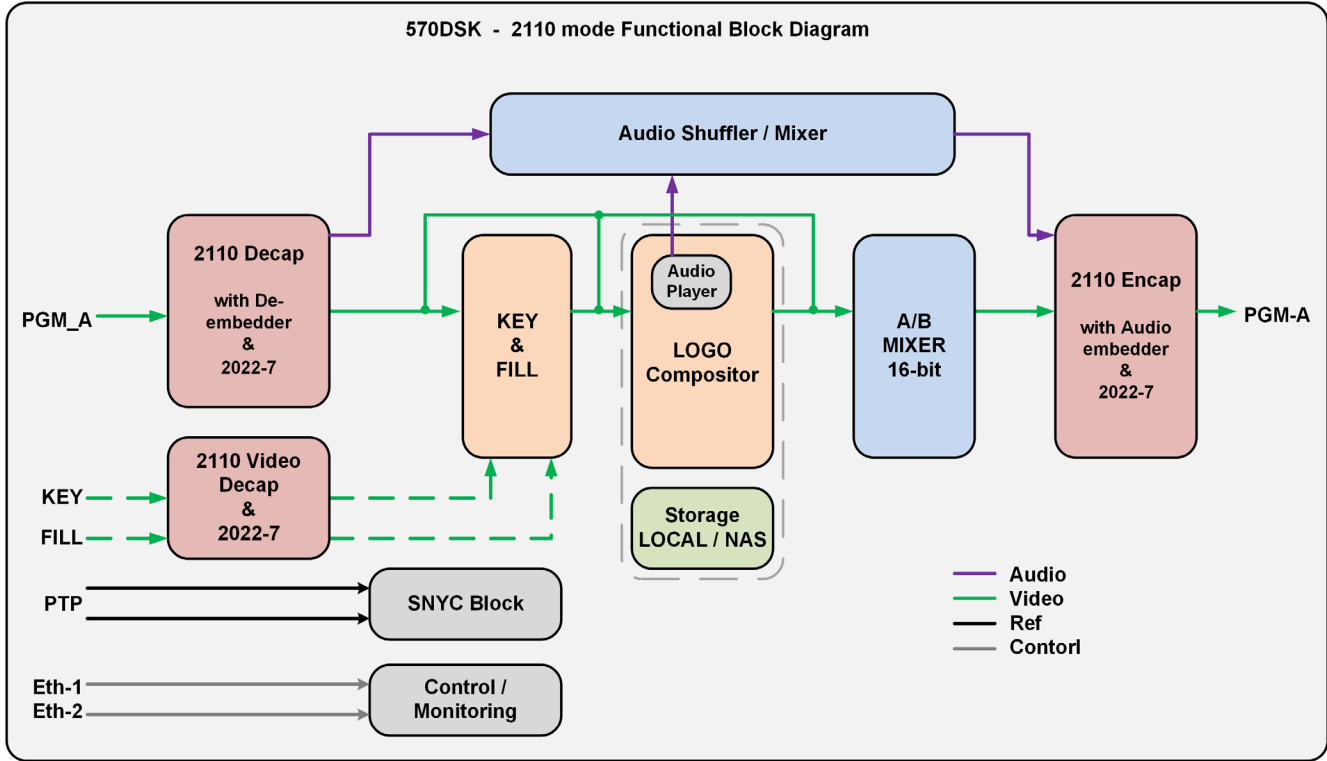 570DSK - 2110 mode Functional Block Diagram
Audio Shuffler / Mixer
2110 Decap
with De-
embedder
&
2022-7
PGM_A
KEY
&
FILL
Audio
Player
LOGO
Compositor
A/B
MIXER
16-bit
2110 Encap
with Audio
embedder
&
2022-7
PGM-A
KEY
FILL
2110 Video
Decap
&
2022-7
Storage
LOCAL / NAS
PTP
SNYC Block
Eth-1
Eth-2
Control /
Monitoring
Audio
Video
Ref
Contorl